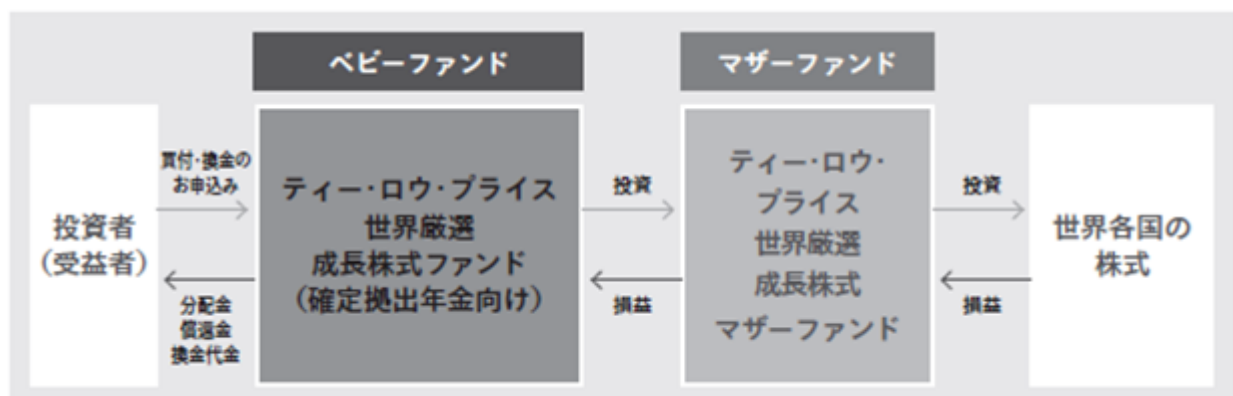 ベビーファンド
マザーファンド
投資者
（受益者）
買付・換金の
お申込み
分配金
償還金
換金代金
ティー・ロウ・プライス
世界厳選
成長株式ファンド
（確定拠出年金向け）
投資
損益
ティー・ロウ・
プライス
世界厳選
成長株式
マザーファンド
投資
損益
世界各国の
株式